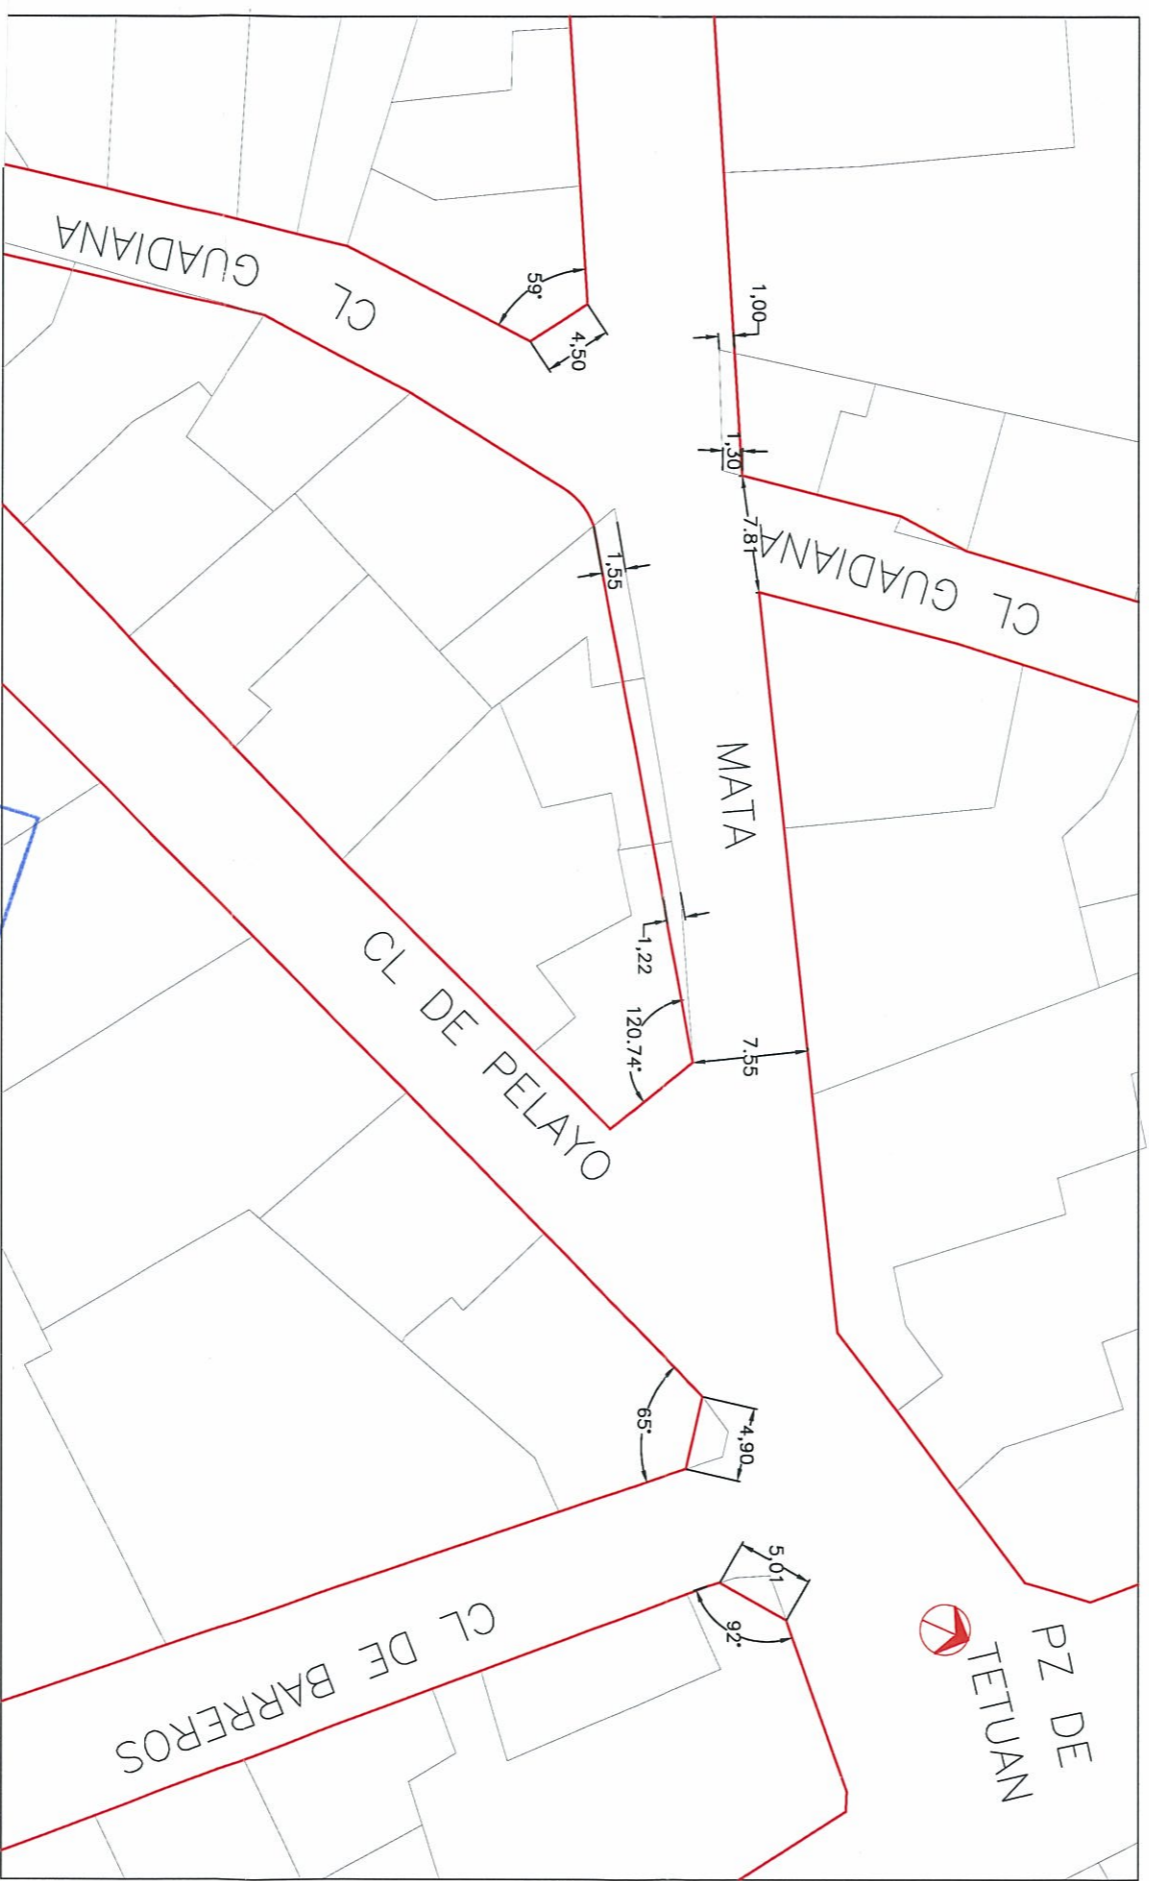 CL
GUADIANA
59°
4,50
1,00
1,30
7.81
CL GUADIANA
1,55
MATA
1,22
120.74°
7.55
CL DE PELAYO
65°
4,90
5,01
92°
CL DE BARREROS
PZ DE
TETUAN